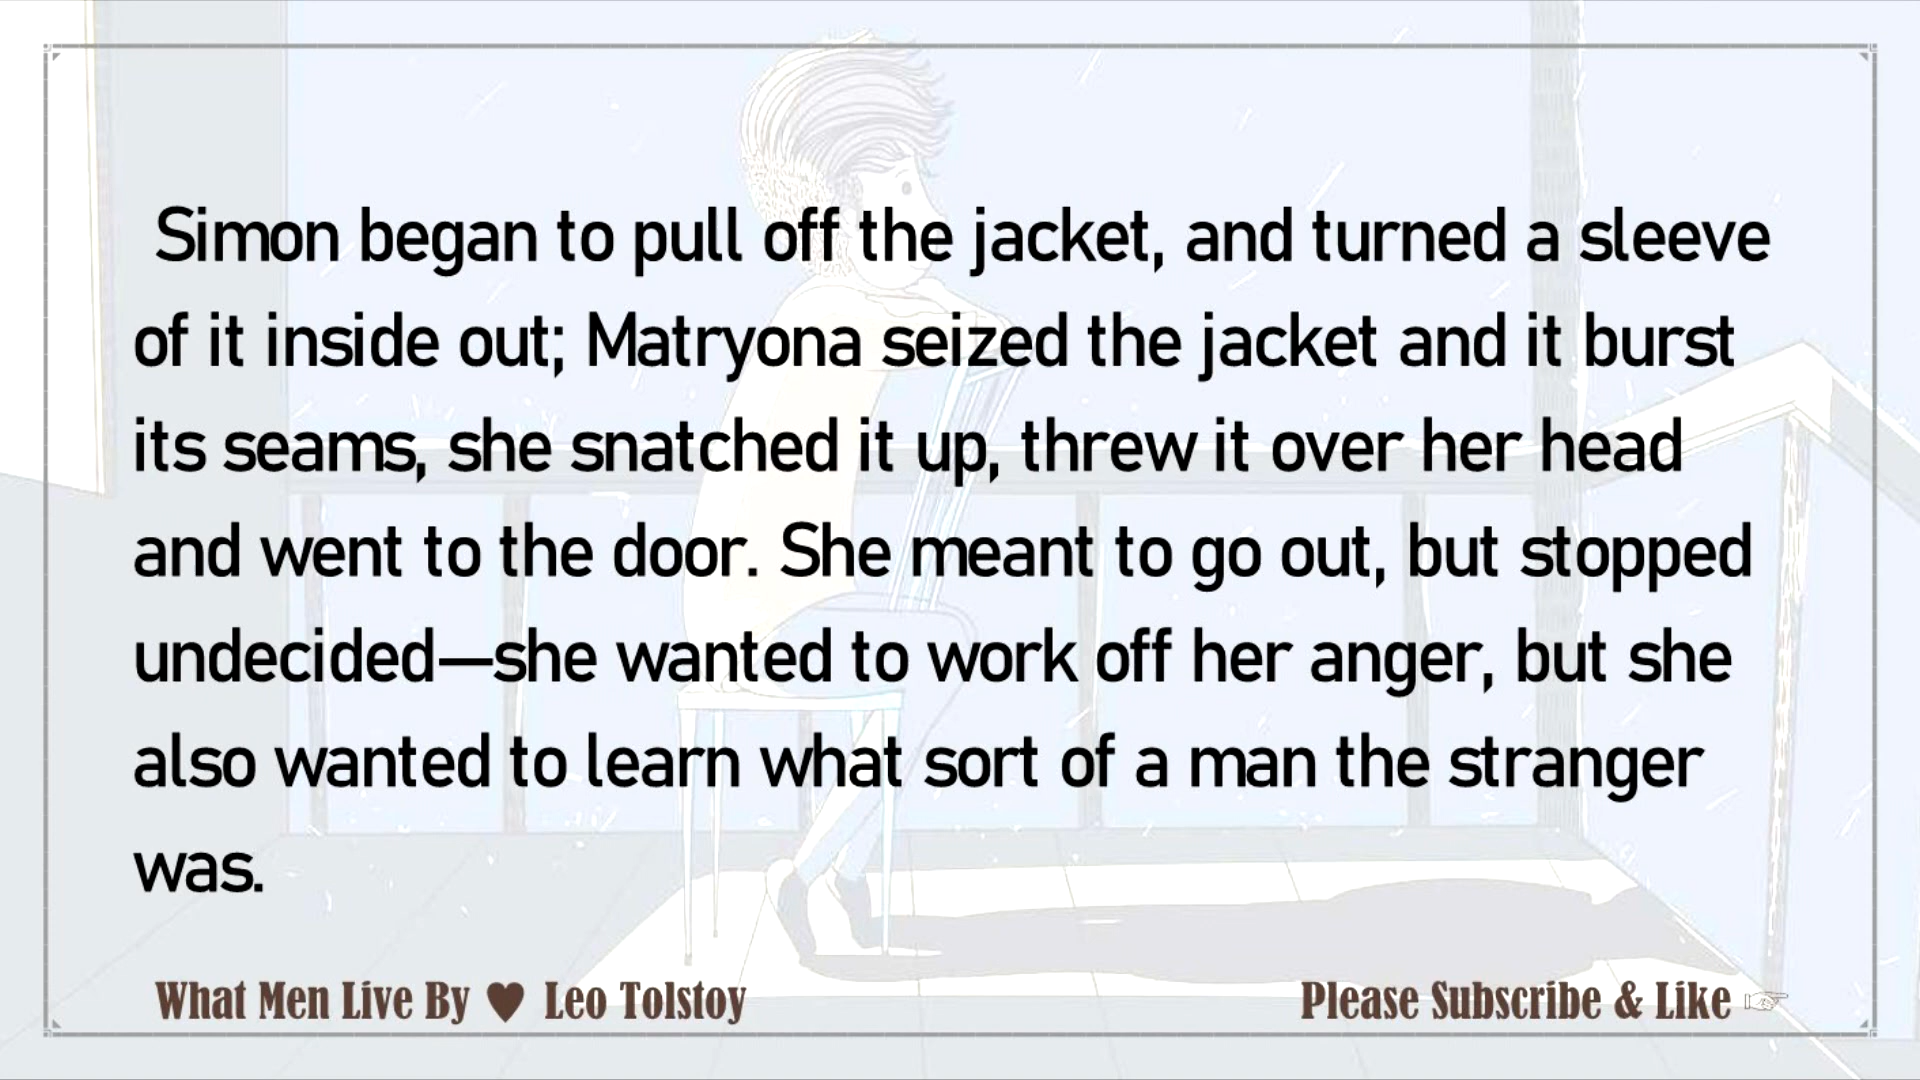 Simon began to pull off the jacket, and turned a sleeve
of it inside out; Matryona seized the jacket and it burst
its seams, she snatched it up, threw it over her head
and went to the door. She meant to go out, but stopped
undecided—she wanted to work off her anger, but she
also wanted to learn what sort of a man the stranger
was.
What Men Live By ♥ Leo Tolstoy
Please Subscribe & Like ☞